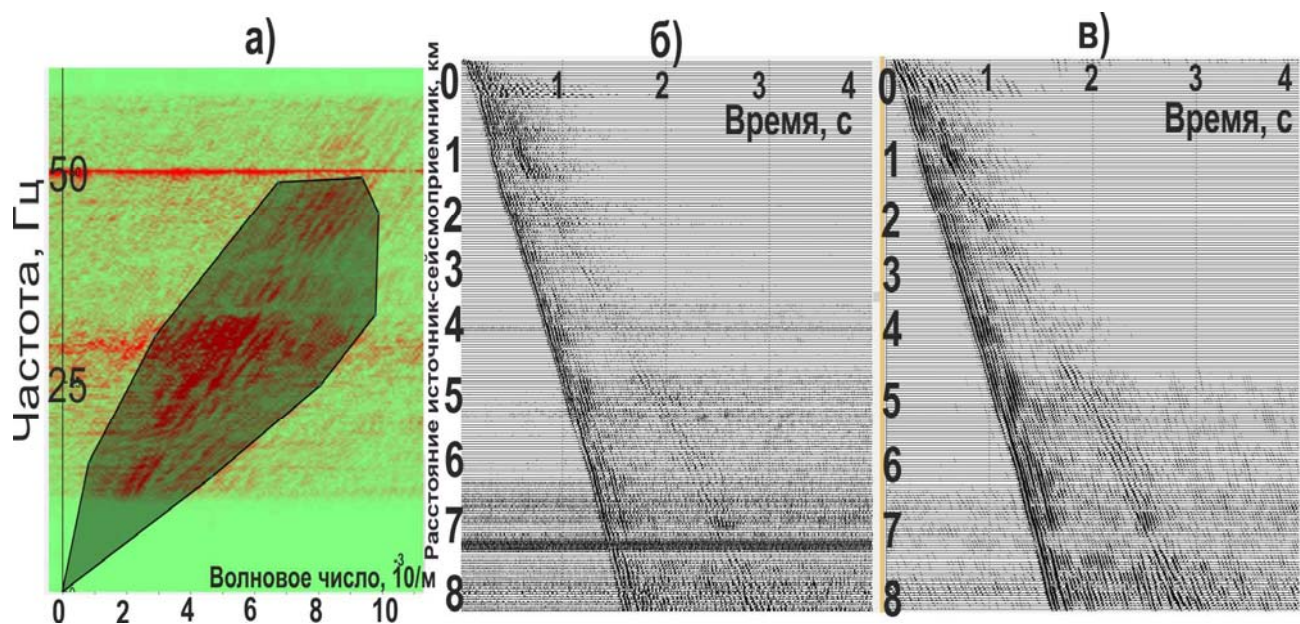 а)
Частота, Гц
50
25
Волновое число, 10⁻³/м
0 2 4 6 8 10
б)
Расстояние источник-сейсмоприемник, км
1 2 3 4
Время, с
0
1
2
3
4
5
6
7
8
в)
1 2 3 4
Время, с
0
1
2
3
4
5
6
7
8